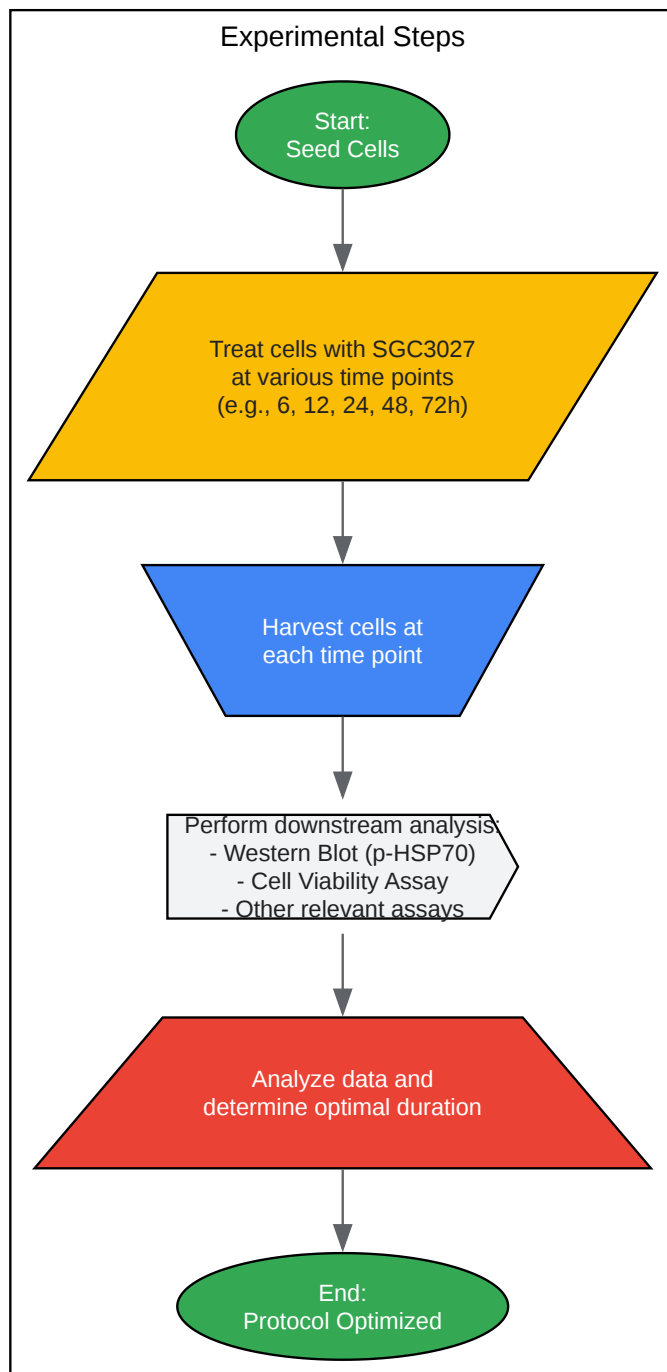 Experimental Steps
Start:
Seed Cells
Treat cells with SGC3027
at various time points
(e.g., 6, 12, 24, 48, 72h)
Harvest cells at
each time point
Perform downstream analysis:
- Western Blot (p-HSP70)
- Cell Viability Assay
- Other relevant assays
Analyze data and
determine optimal duration
End:
Protocol Optimized